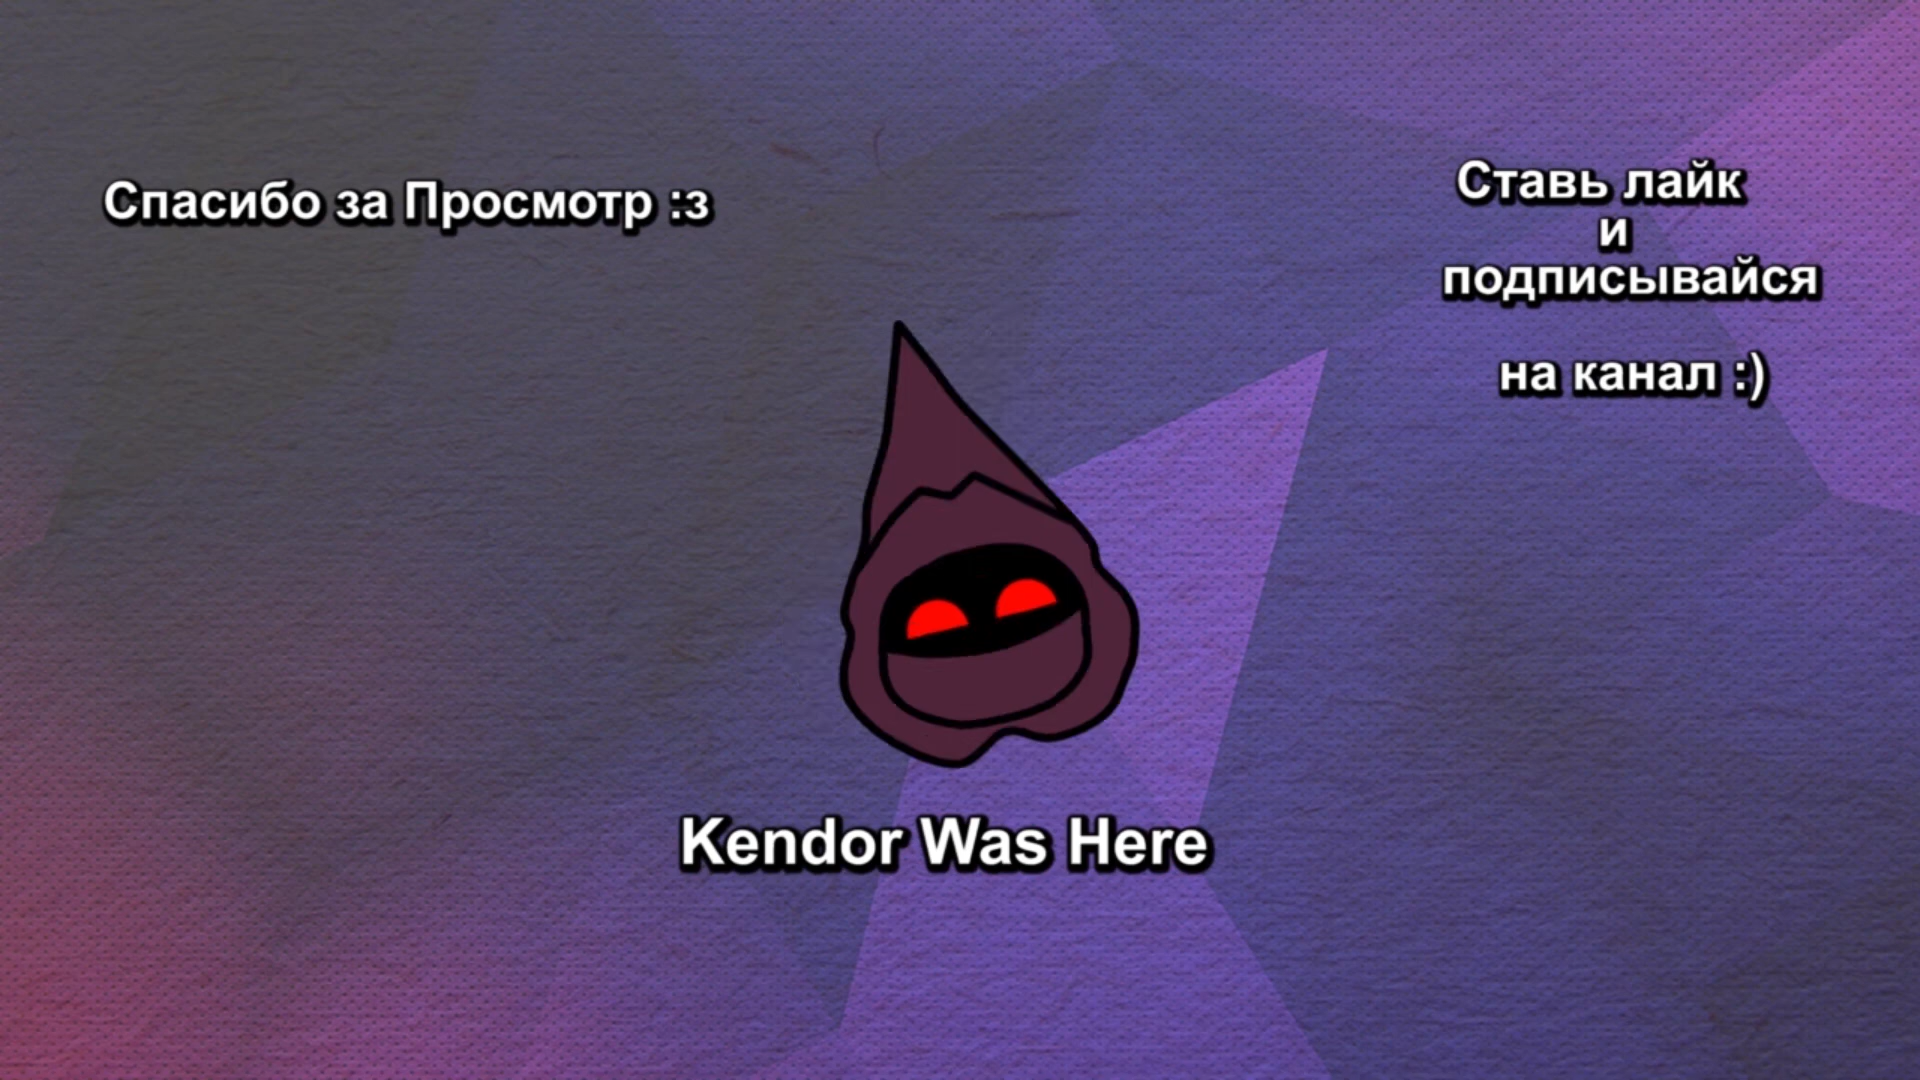 Спасибо за Просмотр :з
Ставь лайк
и
подписывайся
на канал :)
Kendor Was Here